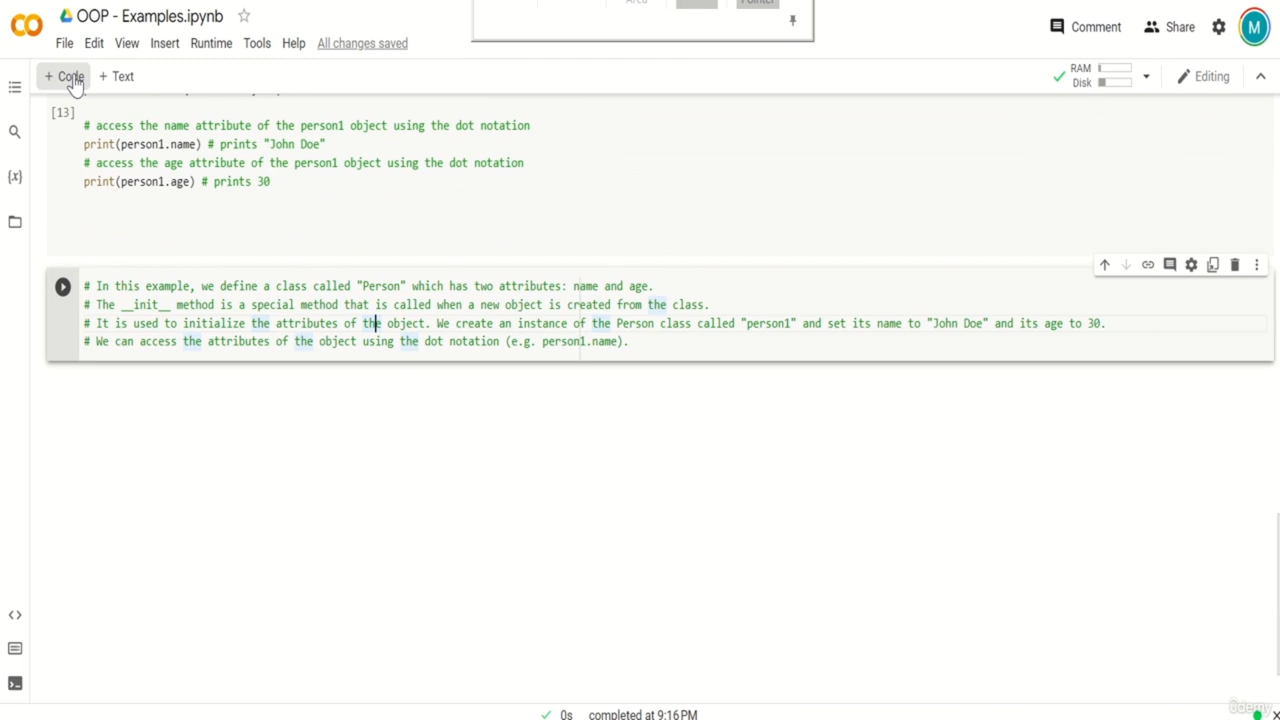 OOP - Examples.ipynb
Area
Pointer
Comment
Share
M
File Edit View Insert Runtime Tools Help All changes saved
+ Code + Text
RAM
Disk
Editing
{x}
[13]
# access the name attribute of the person1 object using the dot notation
print(person1.name) # prints "John Doe"
# access the age attribute of the person1 object using the dot notation
print(person1.age) # prints 30
# In this example, we define a class called "Person" which has two attributes: name and age.
# The __init__ method is a special method that is called when a new object is created from the class.
# It is used to initialize the attributes of the object. We create an instance of the Person class called "person1" and set its name to "John Doe" and its age to 30.
# We can access the attributes of the object using the dot notation (e.g. person1.name).
0s completed at 9:16 PM
udemy